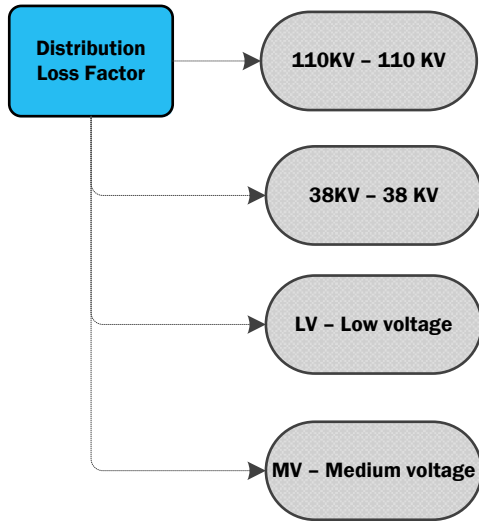 Distribution
Loss Factor
110KV – 110 KV
38KV – 38 KV
LV – Low voltage
MV – Medium voltage